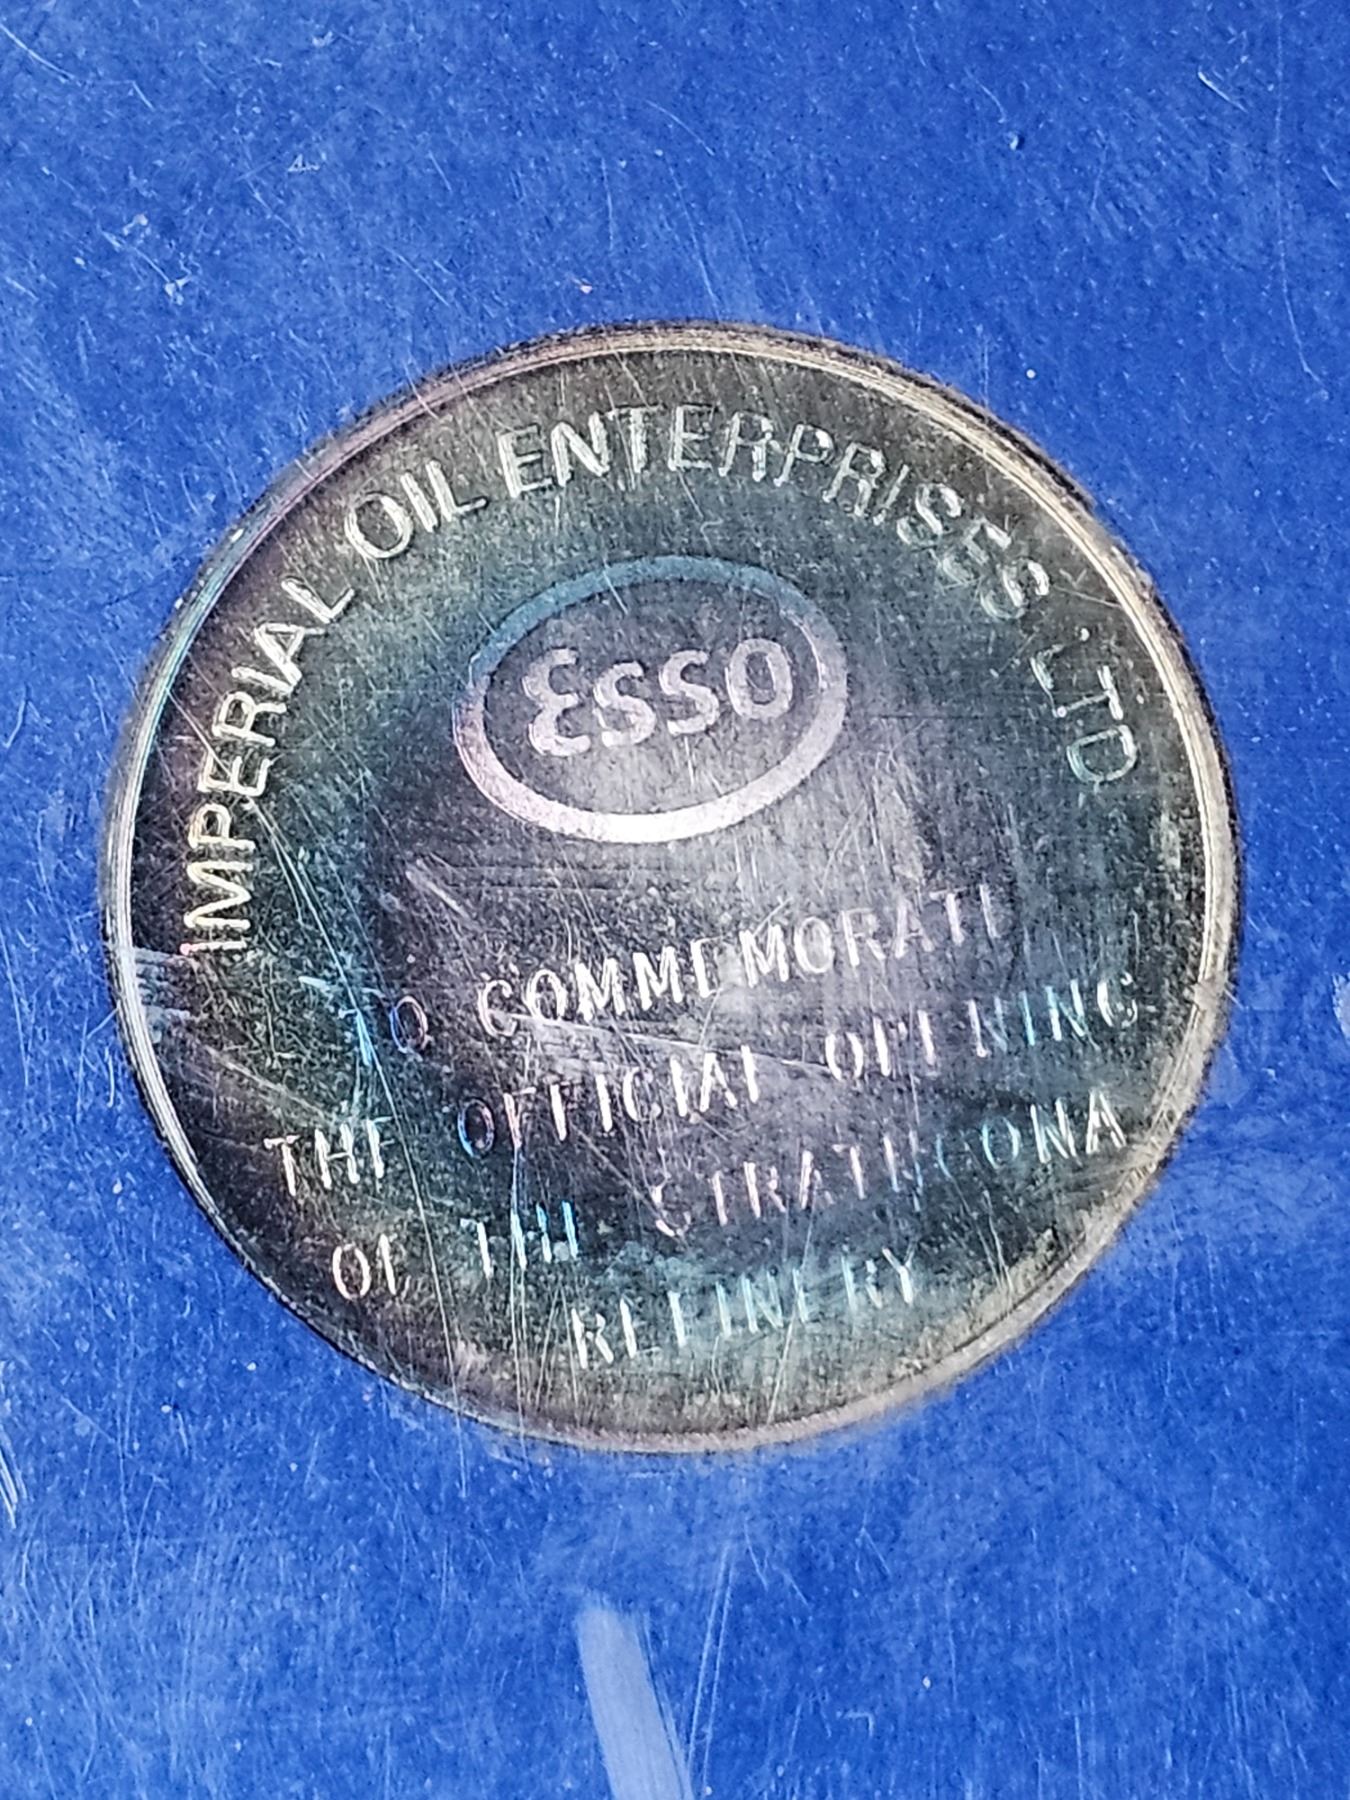 IMPERIAL OIL ENTERPRISES LTD
ESSO
TO COMMEMORATE
THE OFFICIAL OPENING
OF THE STRATHCONA
REFINERY